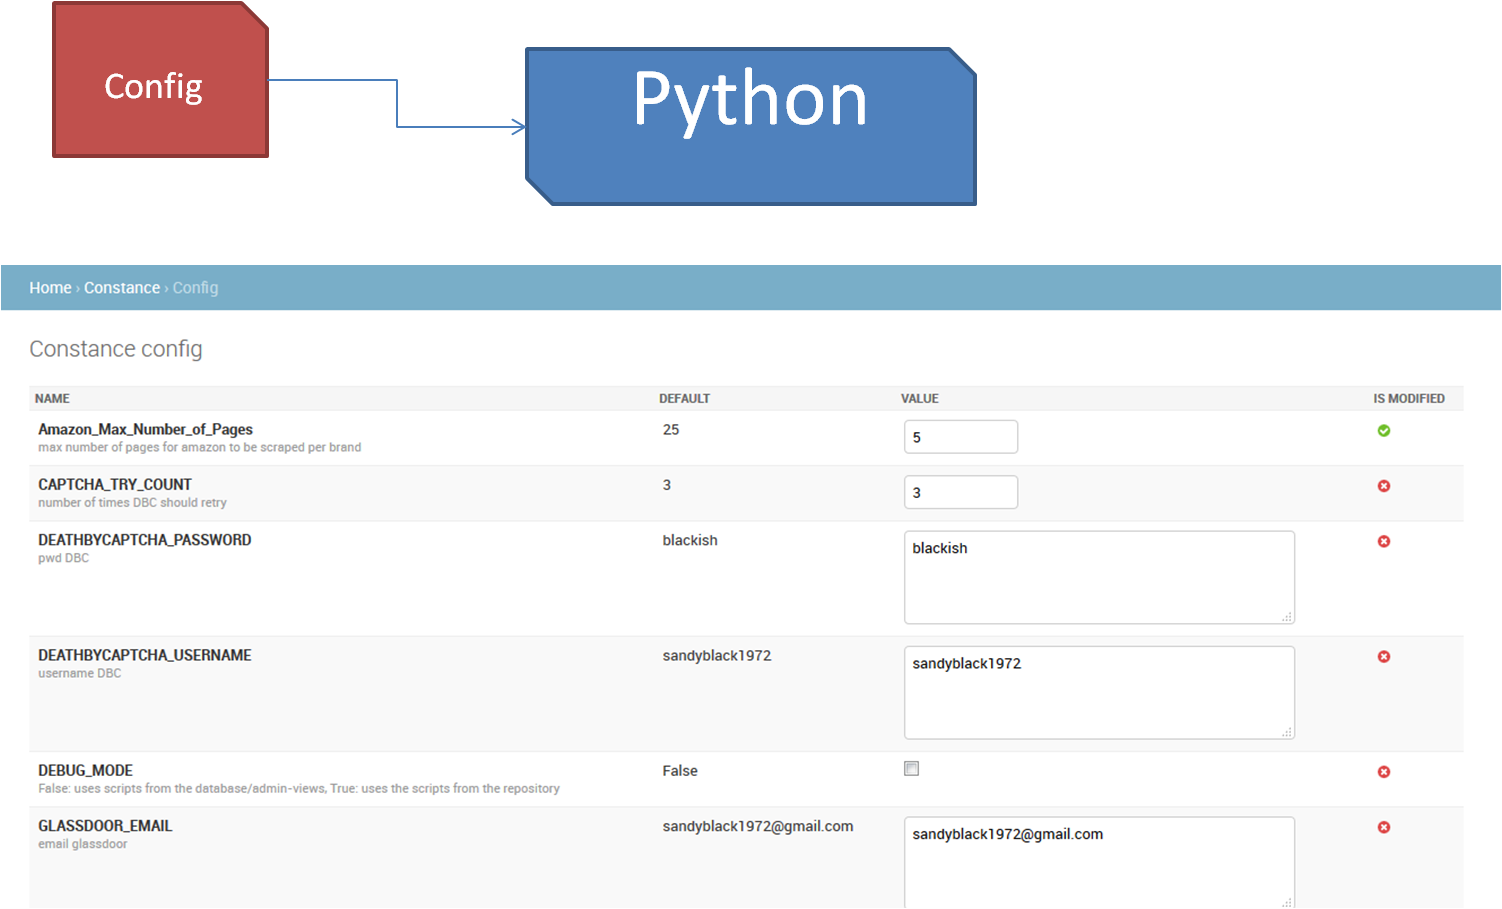 Config
Python
Home › Constance › Config
Constance config
NAME DEFAULT VALUE IS MODIFIED
Amazon_Max_Number_of_Pages 25 5
max number of pages for amazon to be scraped per brand
CAPTCHA_TRY_COUNT 3 3
number of times DBC should retry
DEATHBYCAPTCHA_PASSWORD blackish blackish
pwd DBC
DEATHBYCAPTCHA_USERNAME sandyblack1972 sandyblack1972
username DBC
DEBUG_MODE False
False: uses scripts from the database/admin-views, True: uses the scripts from the repository
GLASSDOOR_EMAIL sandyblack1972@gmail.com sandyblack1972@gmail.com
email glassdoor